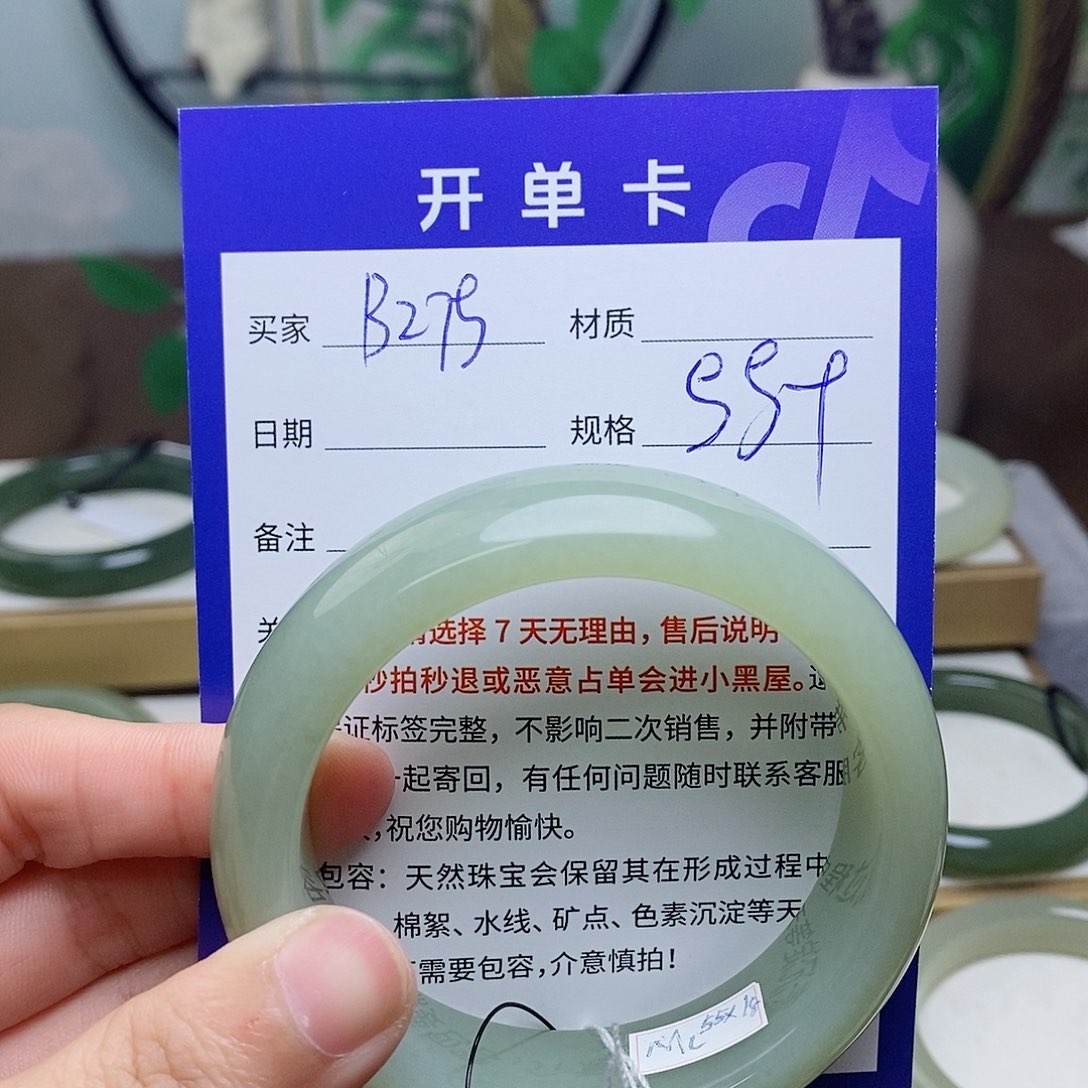 开单卡
买家 B275 材质
日期 规格 55+
备注
选择7天无理由，售后说明
秒拍秒退或恶意占单会进小黑屋。
证标签完整，不影响二次销售，并附带
一起寄回，有任何问题随时联系客服
，祝您购物愉快。
包容：天然珠宝会保留其在形成过程中
棉絮、水线、矿点、色素沉淀等天
需要包容，介意慎拍！
55x